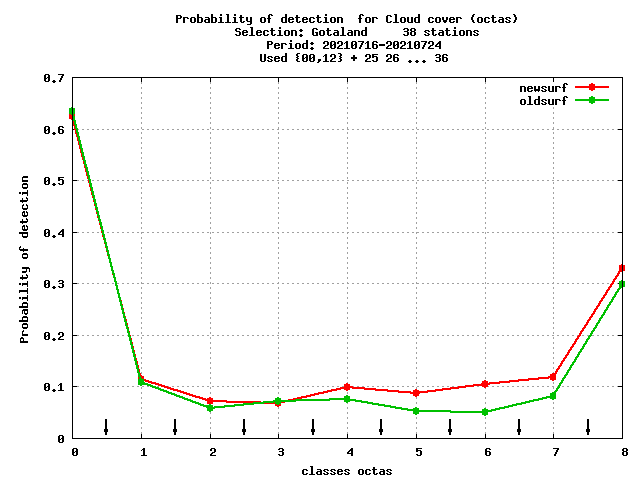 Probability of detection  for Cloud cover (octas)
Selection: Gotaland     38 stations
Period: 20210716-20210724
Used {00,12} + 25 26 ... 36
newsurf
oldsurf
0.7
0.6
0.5
0.4
0.3
0.2
0.1
0
Probability of detection
0 1 2 3 4 5 6 7 8
classes octas